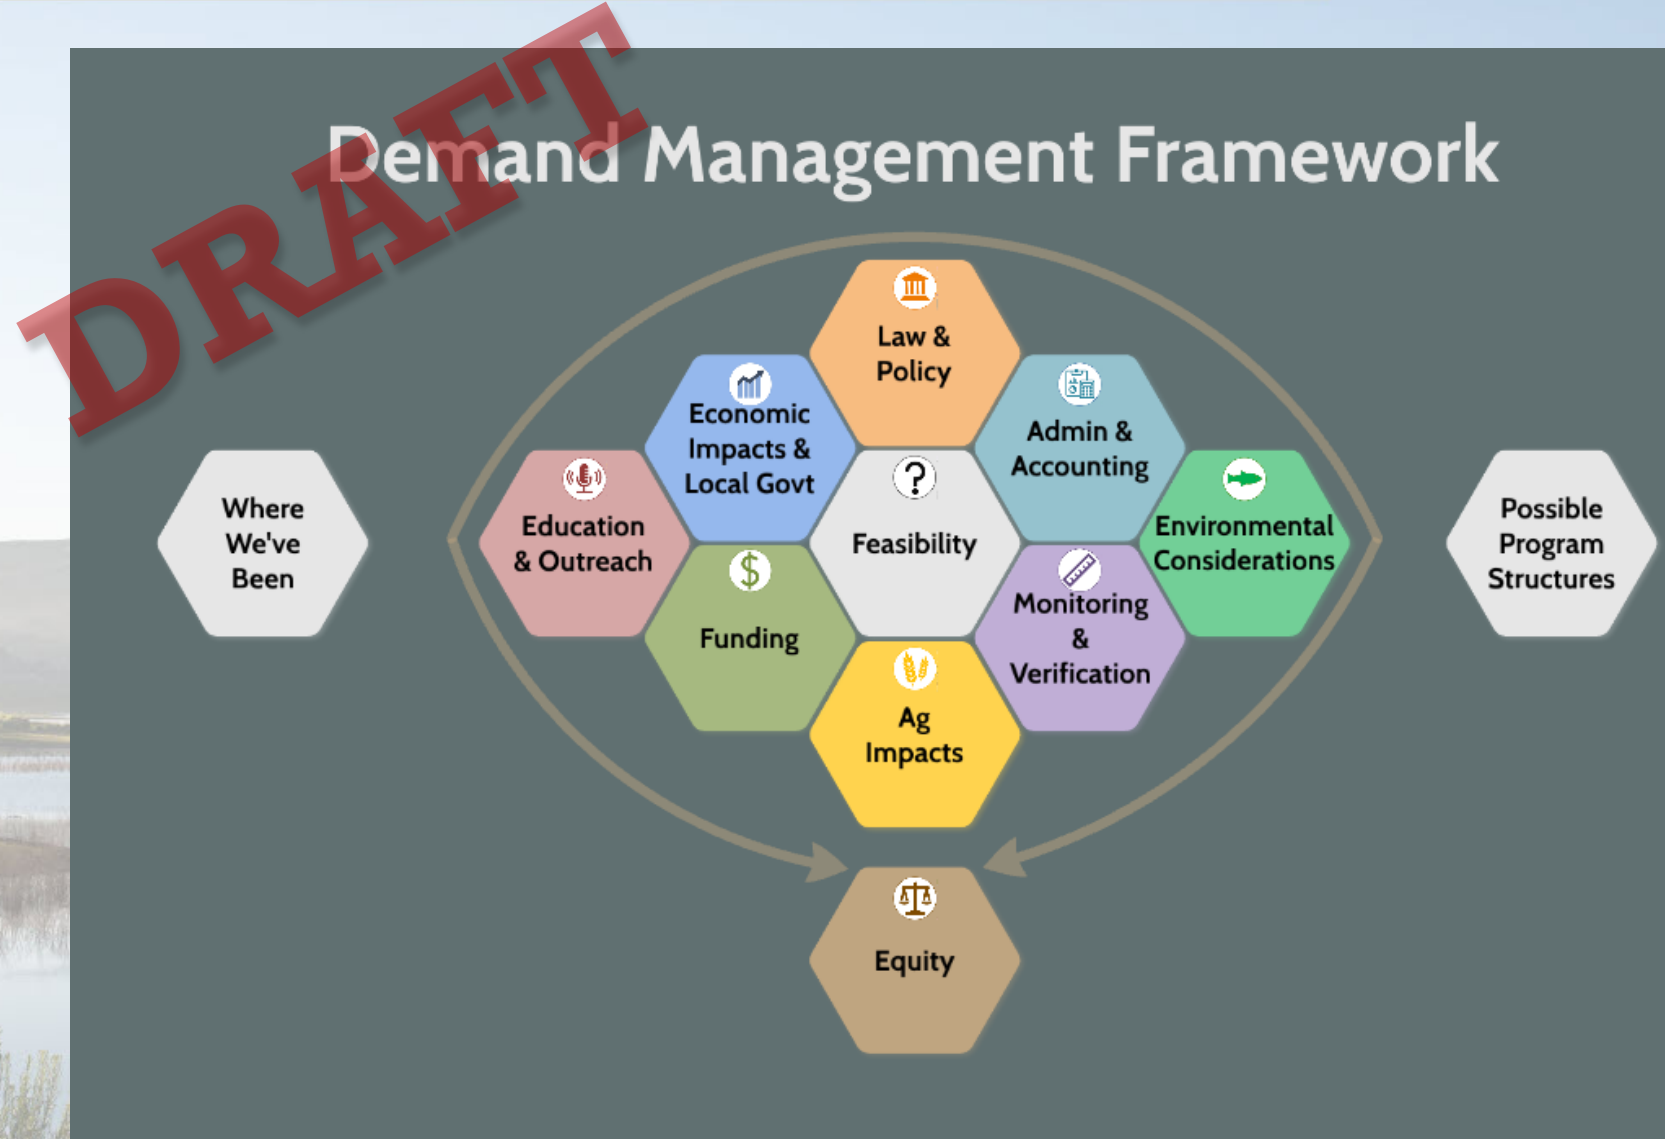 DRAFT
Demand Management Framework
Law &
Policy
Economic
Impacts &
Local Govt
Admin &
Accounting
Where
We've
Been
Education
& Outreach
?
Feasibility
Environmental
Considerations
Possible
Program
Structures
$
Funding
Monitoring
&
Verification
Ag
Impacts
Equity